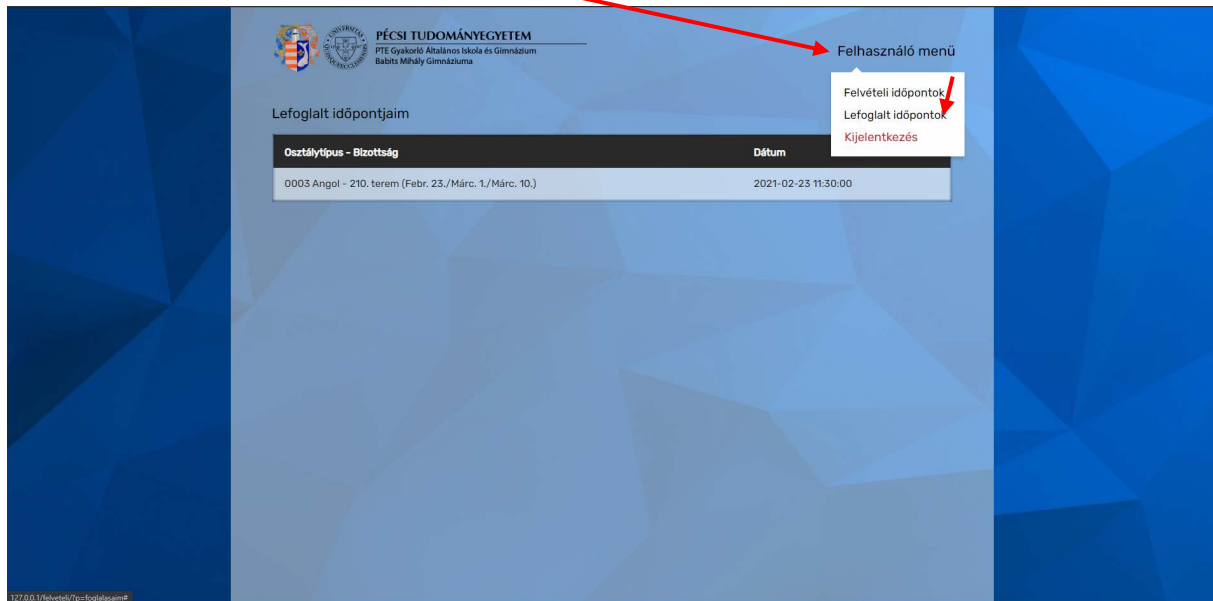 PÉCSI TUDOMÁNYEGYETEM
PTE Gyakorló Általános Iskola és Gimnázium
Babits Mihály Gimnáziuma
Felhasználó menü
Felvételi időpontok
Lefoglalt időpontok
Kijelentkezés
Lefoglalt időpontjaim
Osztálytípus - Bizottság Dátum
0003 Angol - 210. terem (Febr. 23./Márc. 1./Márc. 10.) 2021-02-23 11:30:00
127.0.0.1/felveteli/?p=foglalasaim#